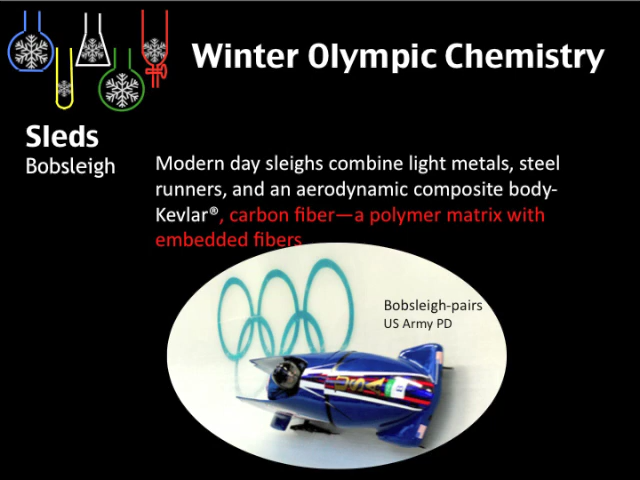 Winter Olympic Chemistry
Sleds
Bobsleigh
Modern day sleighs combine light metals, steel
runners, and an aerodynamic composite body-
Kevlar®, carbon fiber—a polymer matrix with
embedded fibers
Bobsleigh-pairs
US Army PD
USA